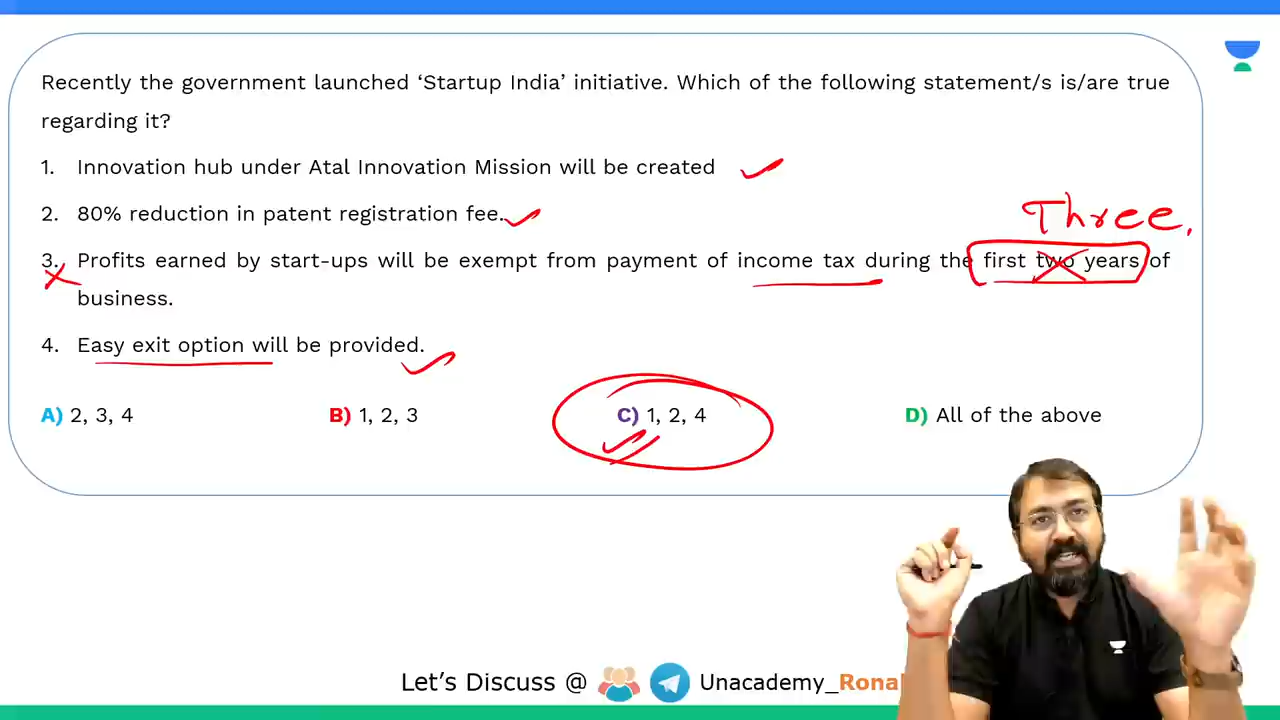 Recently the government launched ‘Startup India’ initiative. Which of the following statement/s is/are true
regarding it?
1. Innovation hub under Atal Innovation Mission will be created
2. 80% reduction in patent registration fee.
Three.
3. Profits earned by start-ups will be exempt from payment of income tax during the first two years of
business.
4. Easy exit option will be provided.
A) 2, 3, 4 B) 1, 2, 3 C) 1, 2, 4 D) All of the above
Let’s Discuss @ Unacademy_Rona